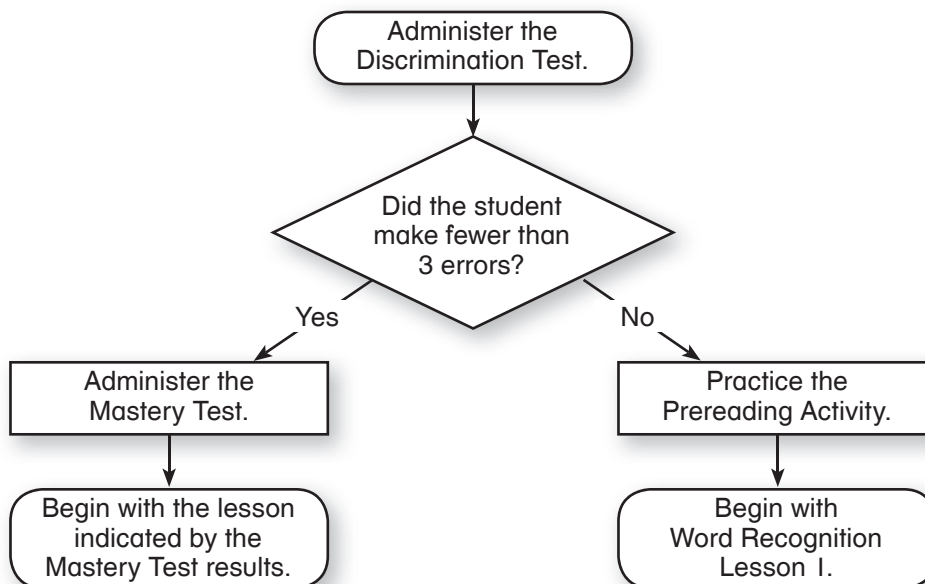 Administer the
Discrimination Test.
Did the student
make fewer than
3 errors?
Yes
No
Administer the
Mastery Test.
Practice the
Prereading Activity.
Begin with the lesson
indicated by the
Mastery Test results.
Begin with
Word Recognition
Lesson 1.